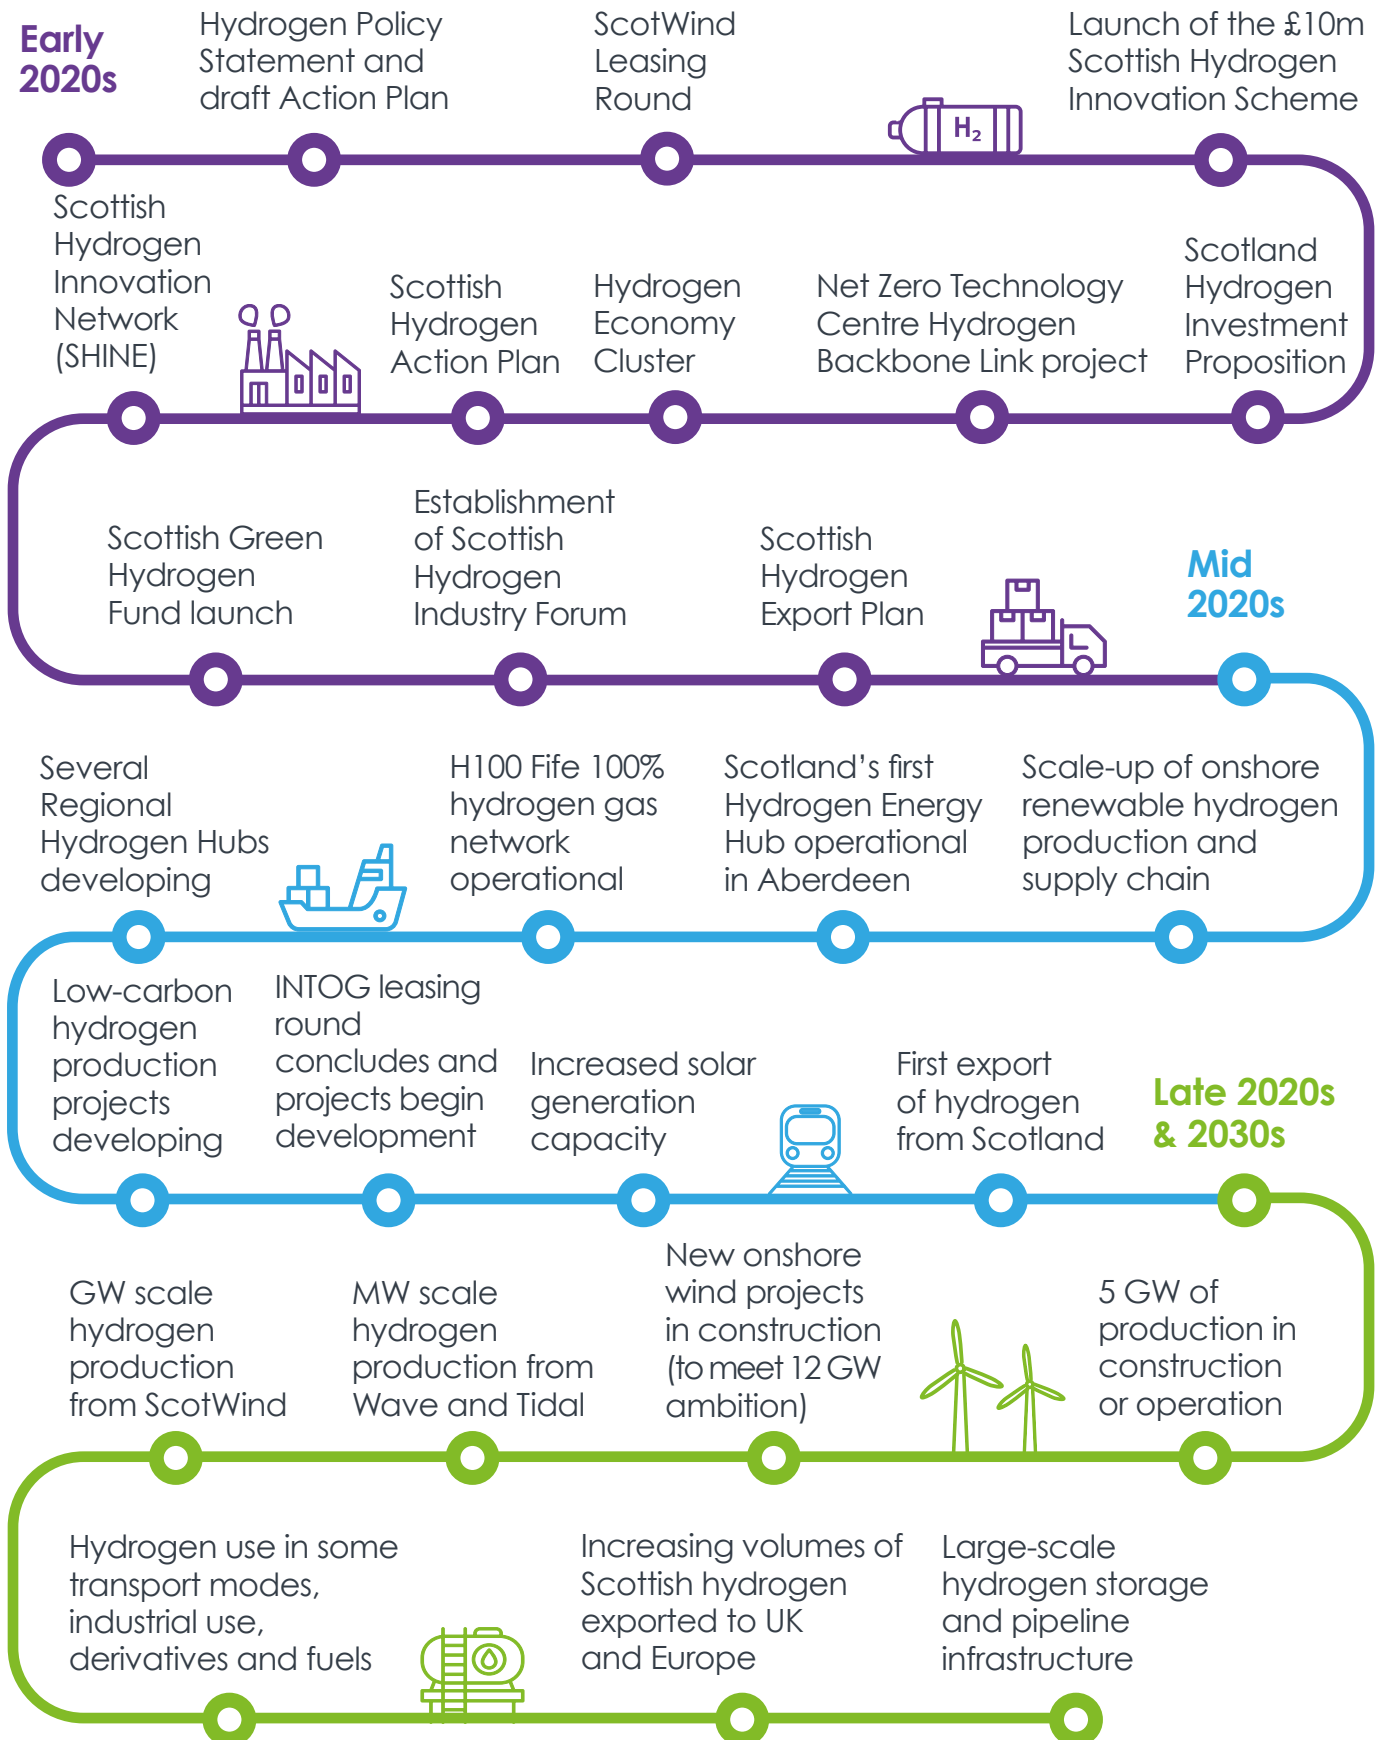 Early
2020s
Hydrogen Policy
Statement and
draft Action Plan
ScotWind
Leasing
Round
H₂
Launch of the £10m
Scottish Hydrogen
Innovation Scheme
Scottish
Hydrogen
Innovation
Network
(SHINE)
Scottish
Hydrogen
Action Plan
Hydrogen
Economy
Cluster
Net Zero Technology
Centre Hydrogen
Backbone Link project
Scotland
Hydrogen
Investment
Proposition
Scottish Green
Hydrogen
Fund launch
Establishment
of Scottish
Hydrogen
Industry Forum
Scottish
Hydrogen
Export Plan
Mid
2020s
Several
Regional
Hydrogen Hubs
developing
H100 Fife 100%
hydrogen gas
network
operational
Scotland’s first
Hydrogen Energy
Hub operational
in Aberdeen
Scale-up of onshore
renewable hydrogen
production and
supply chain
Low-carbon
hydrogen
production
projects
developing
INTOG leasing
round
concludes and
projects begin
development
Increased solar
generation
capacity
First export
of hydrogen
from Scotland
Late 2020s
& 2030s
GW scale
hydrogen
production
from ScotWind
MW scale
hydrogen
production from
Wave and Tidal
New onshore
wind projects
in construction
(to meet 12 GW
ambition)
5 GW of
production in
construction
or operation
Hydrogen use in some
transport modes,
industrial use,
derivatives and fuels
Increasing volumes of
Scottish hydrogen
exported to UK
and Europe
Large-scale
hydrogen storage
and pipeline
infrastructure